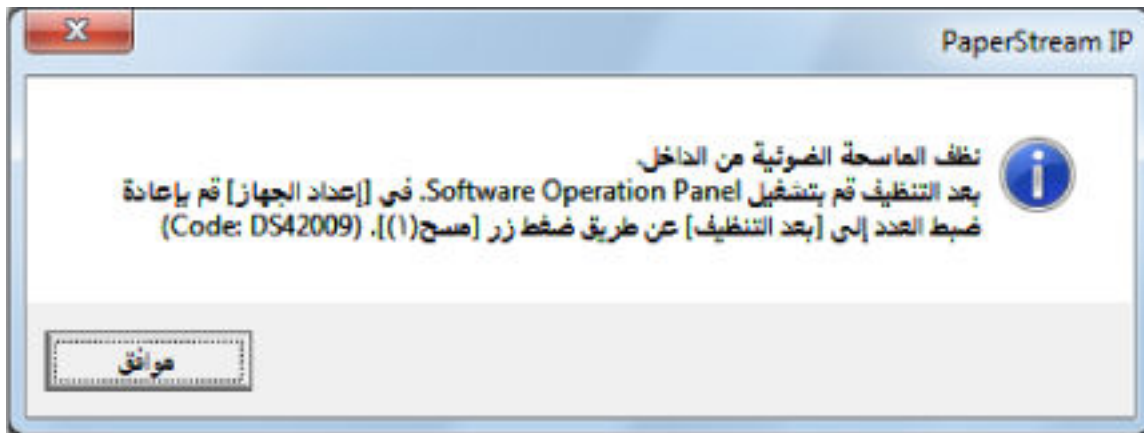 PaperStream IP
نظف الماسحة الضوئية من الداخل.
بعد التنظيف قم بتشغيل Software Operation Panel. في [إعداد الجهاز] قم بإعادة
ضبط العدد إلى [بعد التنظيف] عن طريق ضغط زر [مسح(١)]. (Code: DS42009)
موافق